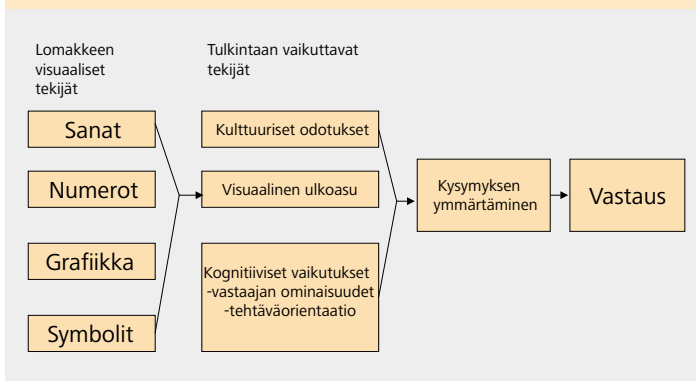 Lomakkeen
visuaaliset
tekijät
Sanat
Numerot
Grafiikka
Symbolit
Tulkintaan vaikuttavat
tekijät
Kulttuuriset odotukset
Visuaalinen ulkoasu
Kognitiiviset vaikutukset
-vastaajan ominaisuudet
-tehtäväorientaatio
Kysymyksen
ymmärtäminen
Vastaus